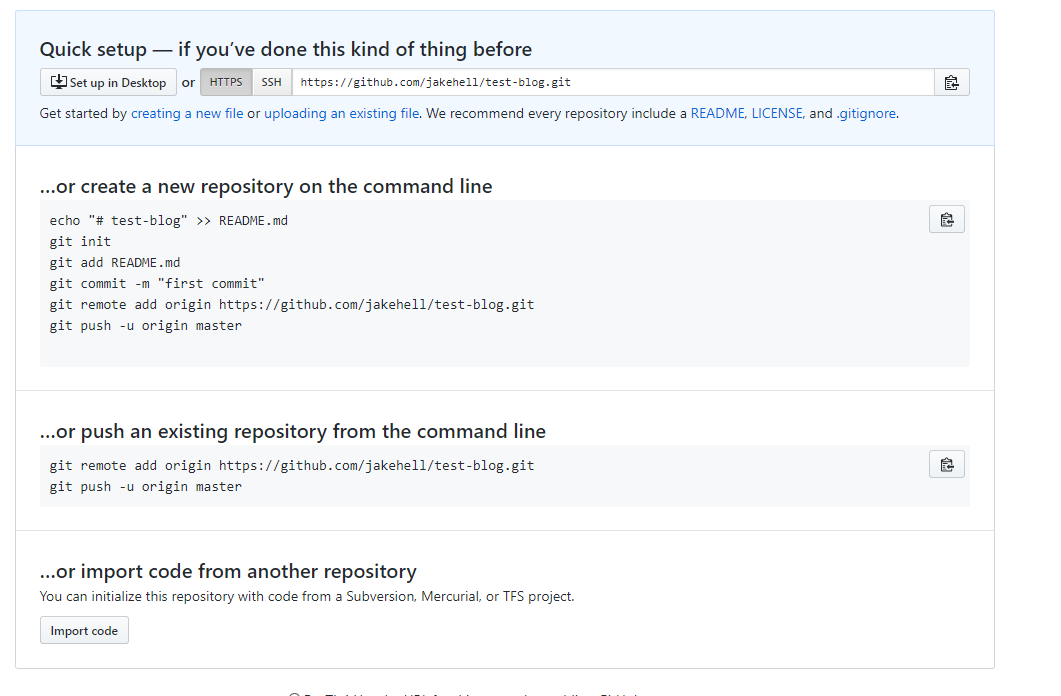 Quick setup — if you’ve done this kind of thing before
Set up in Desktop or HTTPS SSH https://github.com/jakehell/test-blog.git
Get started by creating a new file or uploading an existing file. We recommend every repository include a README, LICENSE, and .gitignore.
…or create a new repository on the command line
echo "# test-blog" >> README.md
git init
git add README.md
git commit -m "first commit"
git remote add origin https://github.com/jakehell/test-blog.git
git push -u origin master
…or push an existing repository from the command line
git remote add origin https://github.com/jakehell/test-blog.git
git push -u origin master
…or import code from another repository
You can initialize this repository with code from a Subversion, Mercurial, or TFS project.
Import code